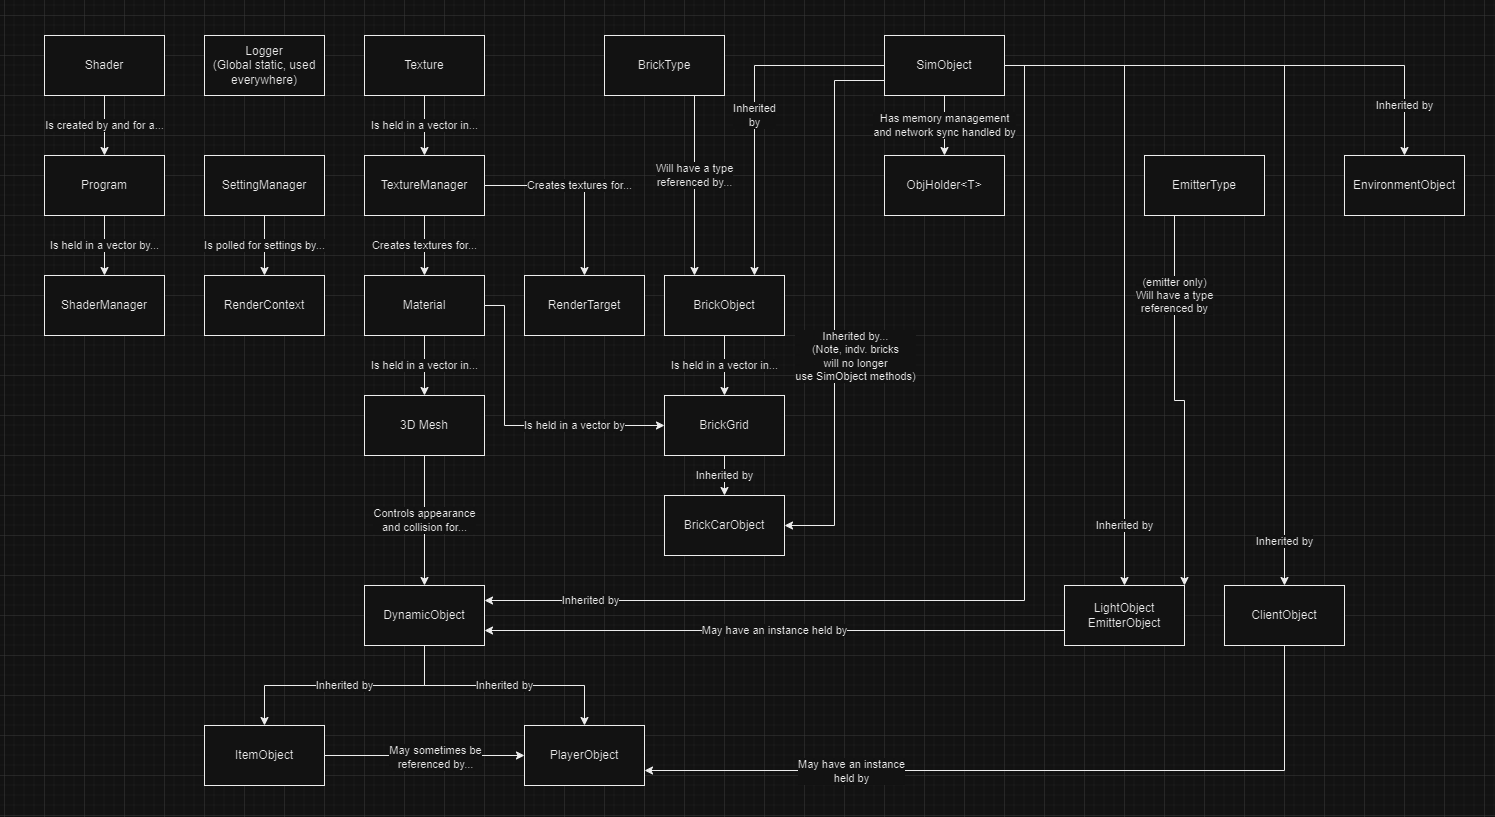 Shader
Logger
(Global static, used
everywhere)
Texture
BrickType
SimObject
Inherited
by
Inherited by
Is created by and for a...
Is held in a vector in...
Has memory management
and network sync handled by
Will have a type
referenced by...
Program
SettingManager
TextureManager
Creates textures for...
ObjHolder<T>
EmitterType
EnvironmentObject
Is held in a vector by...
Is polled for settings by...
Creates textures for...
(emitter only)
Will have a type
referenced by
ShaderManager
RenderContext
Material
RenderTarget
BrickObject
Inherited by...
(Note, indv. bricks
will no longer
use SimObject methods)
Is held in a vector in...
Is held in a vector in...
3D Mesh
Is held in a vector by
BrickGrid
Inherited by
Controls appearance
and collision for...
BrickCarObject
Inherited by
Inherited by
DynamicObject
Inherited by
May have an instance held by
LightObject
EmitterObject
ClientObject
Inherited by
Inherited by
ItemObject
May sometimes be
referenced by...
PlayerObject
May have an instance
held by